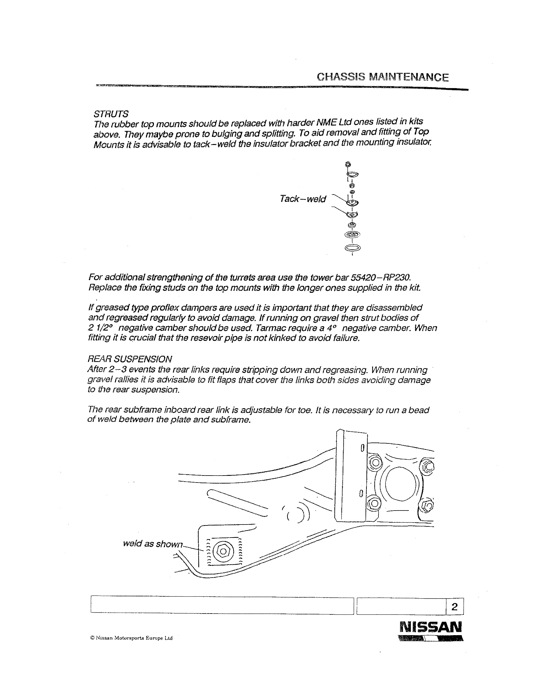 CHASSIS MAINTENANCE
STRUTS
The rubber top mounts should be replaced with harder NME Ltd ones listed in kits
above. They maybe prone to bulging and splitting. To aid removal and fitting of Top
Mounts it is advisable to tack-weld the insulator bracket and the mounting insulator.
Tack-weld
For additional strengthening of the turrets area use the tower bar 55420-RP230.
Replace the fixing studs on the top mounts with the longer ones supplied in the kit.
If greased type proflex dampers are used it is important that they are disassembled
and regreased regularly to avoid damage. If running on gravel then strut bodies of
2 1/2° negative camber should be used. Tarmac require a 4° negative camber. When
fitting it is crucial that the resevoir pipe is not kinked to avoid failure.
REAR SUSPENSION
After 2-3 events the rear links require stripping down and regreasing. When running
gravel rallies it is advisable to fit flaps that cover the links both sides avoiding damage
to the rear suspension.
The rear subframe inboard rear link is adjustable for toe. It is necessary to run a bead
of weld between the plate and subframe.
weld as shown
2
NISSAN
© Nissan Motorsports Europe Ltd